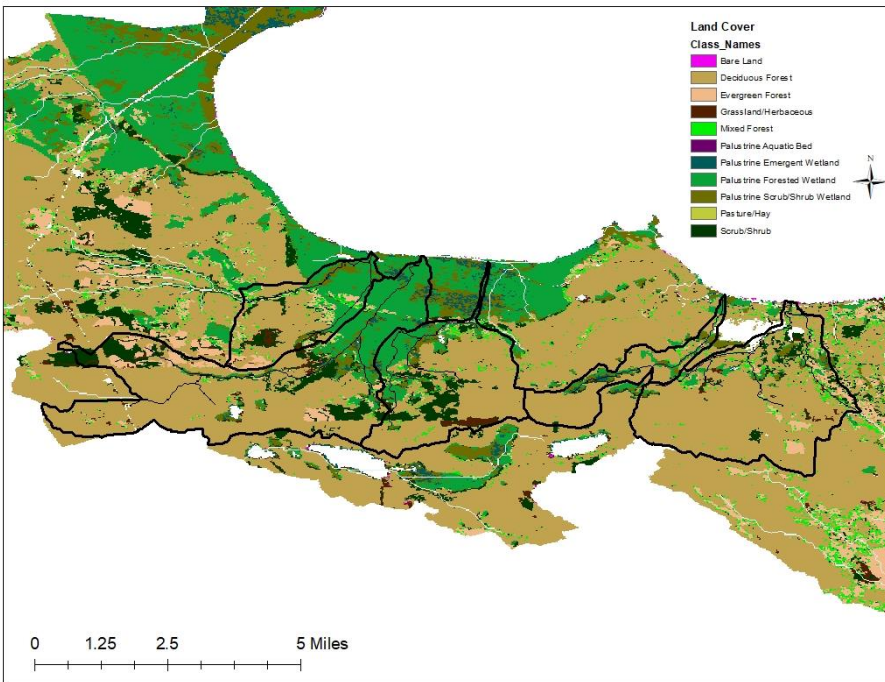 Land Cover
Class_Names
Bare Land
Deciduous Forest
Evergreen Forest
Grassland/Herbaceous
Mixed Forest
Palustrine Aquatic Bed
Palustrine Emergent Wetland
Palustrine Forested Wetland
Palustrine Scrub/Shrub Wetland
Pasture/Hay
Scrub/Shrub
N
0 1.25 2.5 5 Miles